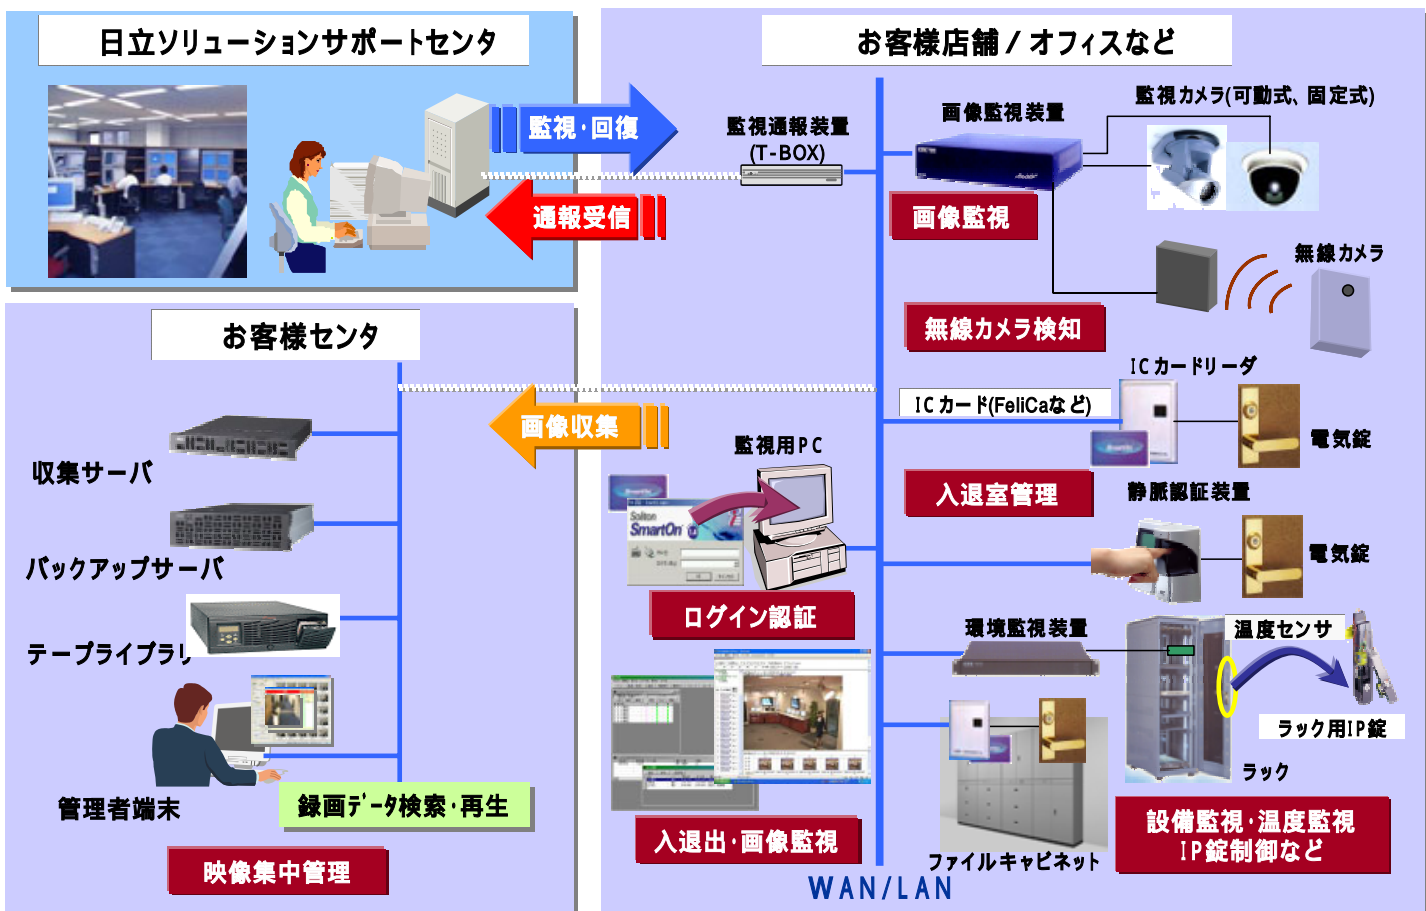 日立ソリューションサポートセンタ
お客様店舗 / オフィスなど
監視・回復
通報受信
監視通報装置
(T-BOX)
画像監視装置
監視カメラ(可動式、固定式)
画像監視
無線カメラ
無線カメラ検知
お客様センタ
画像収集
収集サーバ
バックアップサーバ
テープライブラリ
管理者端末
録画データ検索・再生
映像集中管理
ICカードリーダ
ICカード(FeliCaなど)
電気錠
監視用PC
Soliton
SmartOn
入退室管理
静脈認証装置
電気錠
ログイン認証
環境監視装置
温度センサ
ラック用IP錠
ラック
入退出・画像監視
ファイルキャビネット
設備監視・温度監視
IP錠制御など
WAN/LAN